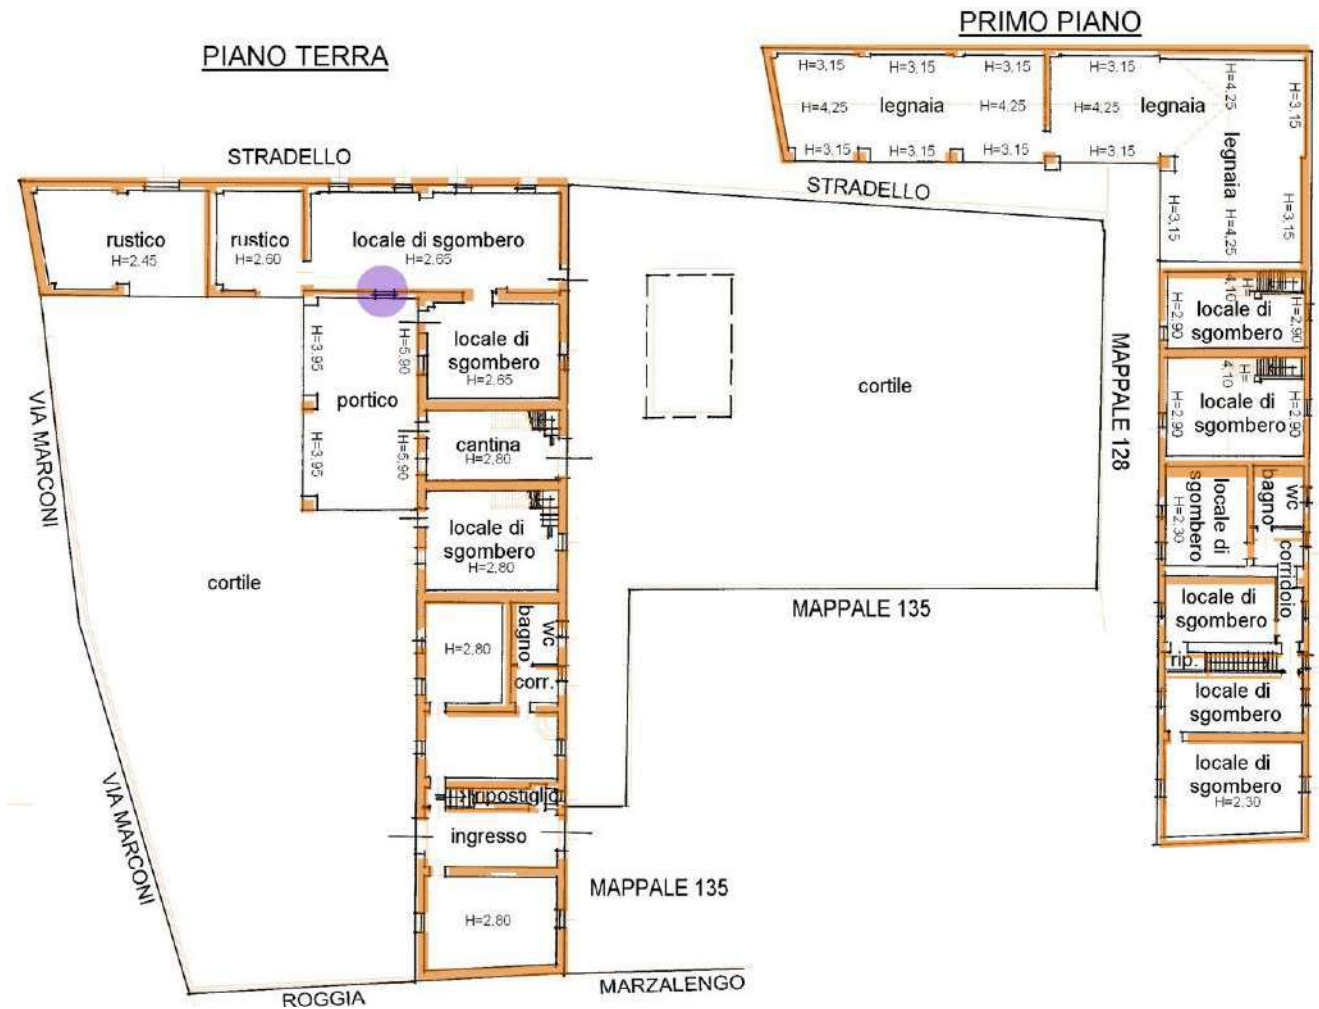 PIANO TERRA
PRIMO PIANO
STRADELLO
rustico
H=2.45
rustico
H=2.60
locale di sgombero
H=2.65
H=3.95
H=5.90
portico
H=3.95
H=5.90
locale di
sgombero
H=2.65
cantina
H=2.80
locale di
sgombero
H=2.80
VIA MARCONI
cortile
H=2.80
bagno
wc
corr.
ripostiglio
ingresso
H=2.80
VIA MARCONI
ROGGIA
MARZALENGO
MAPPALE 135
MAPPALE 135
cortile
STRADELLO
MAPPALE 128
H=3.15
H=3.15
H=3.15
H=3.15
H=4.25
legnaia
H=4.25
H=4.25
legnaia
H=4.25
H=3.15
H=3.15
H=3.15
H=3.15
H=3.15
legnaia
H=3.15
H=4.25
H=3.15
H=2.90
H=
4.10
locale di
sgombero
H=2.90
H=2.90
H=
4.10
locale di
sgombero
H=2.90
locale di
sgombero
H=2.30
bagno
wc
corridoio
locale di
sgombero
rip.
locale di
sgombero
locale di
sgombero
H=2.30